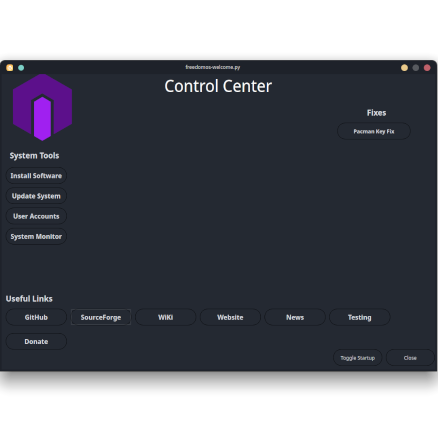 freedomos-welcome.py
Control Center
Fixes
Pacman Key Fix
System Tools
Install Software
Update System
User Accounts
System Monitor
Useful Links
GitHub SourceForge WiKi Website News Testing
Donate
Toggle Startup Close